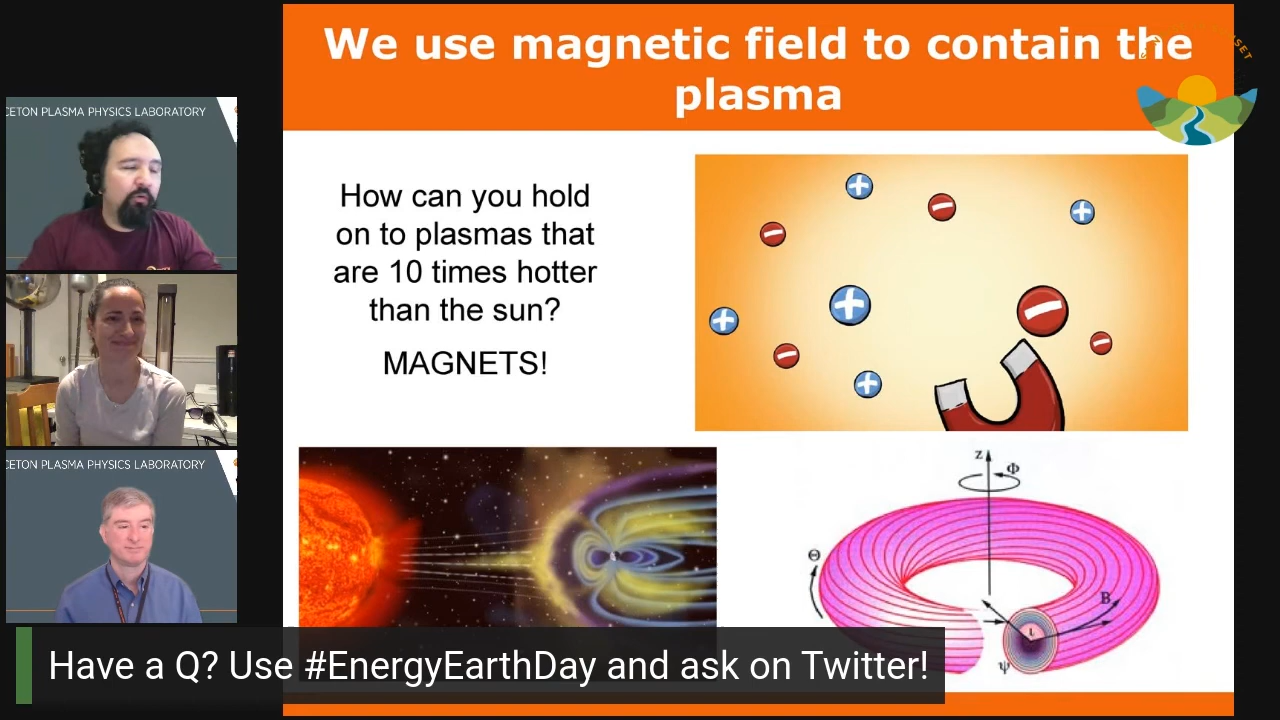 We use magnetic field to contain the
plasma
CETON PLASMA PHYSICS LABORATORY
How can you hold
on to plasmas that
are 10 times hotter
than the sun?
MAGNETS!
z
Φ
Θ
B
ι
ψ
NCETON PLASMA PHYSICS LABORATORY
Have a Q? Use #EnergyEarthDay and ask on Twitter!